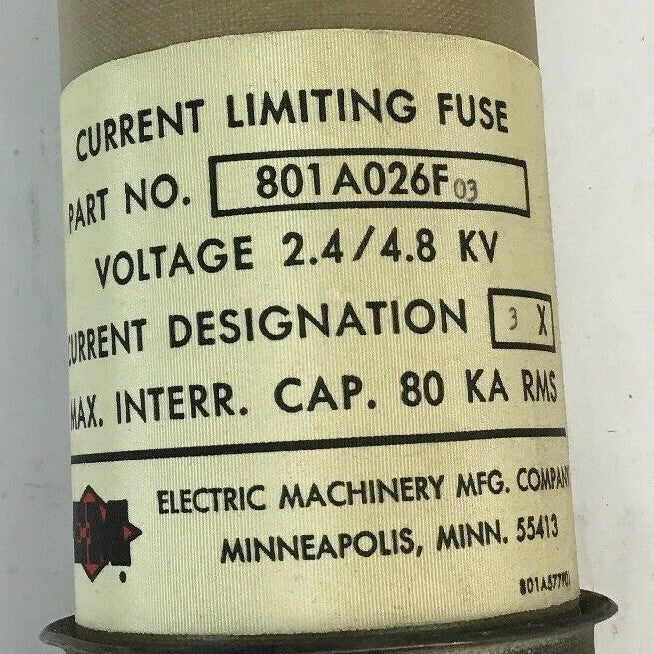 CURRENT LIMITING FUSE
PART NO. 801A026F03
VOLTAGE 2.4/4.8 KV
CURRENT DESIGNATION 3 X
MAX. INTERR. CAP. 80 KA RMS
ELECTRIC MACHINERY MFG. COMPANY
MINNEAPOLIS, MINN. 55413